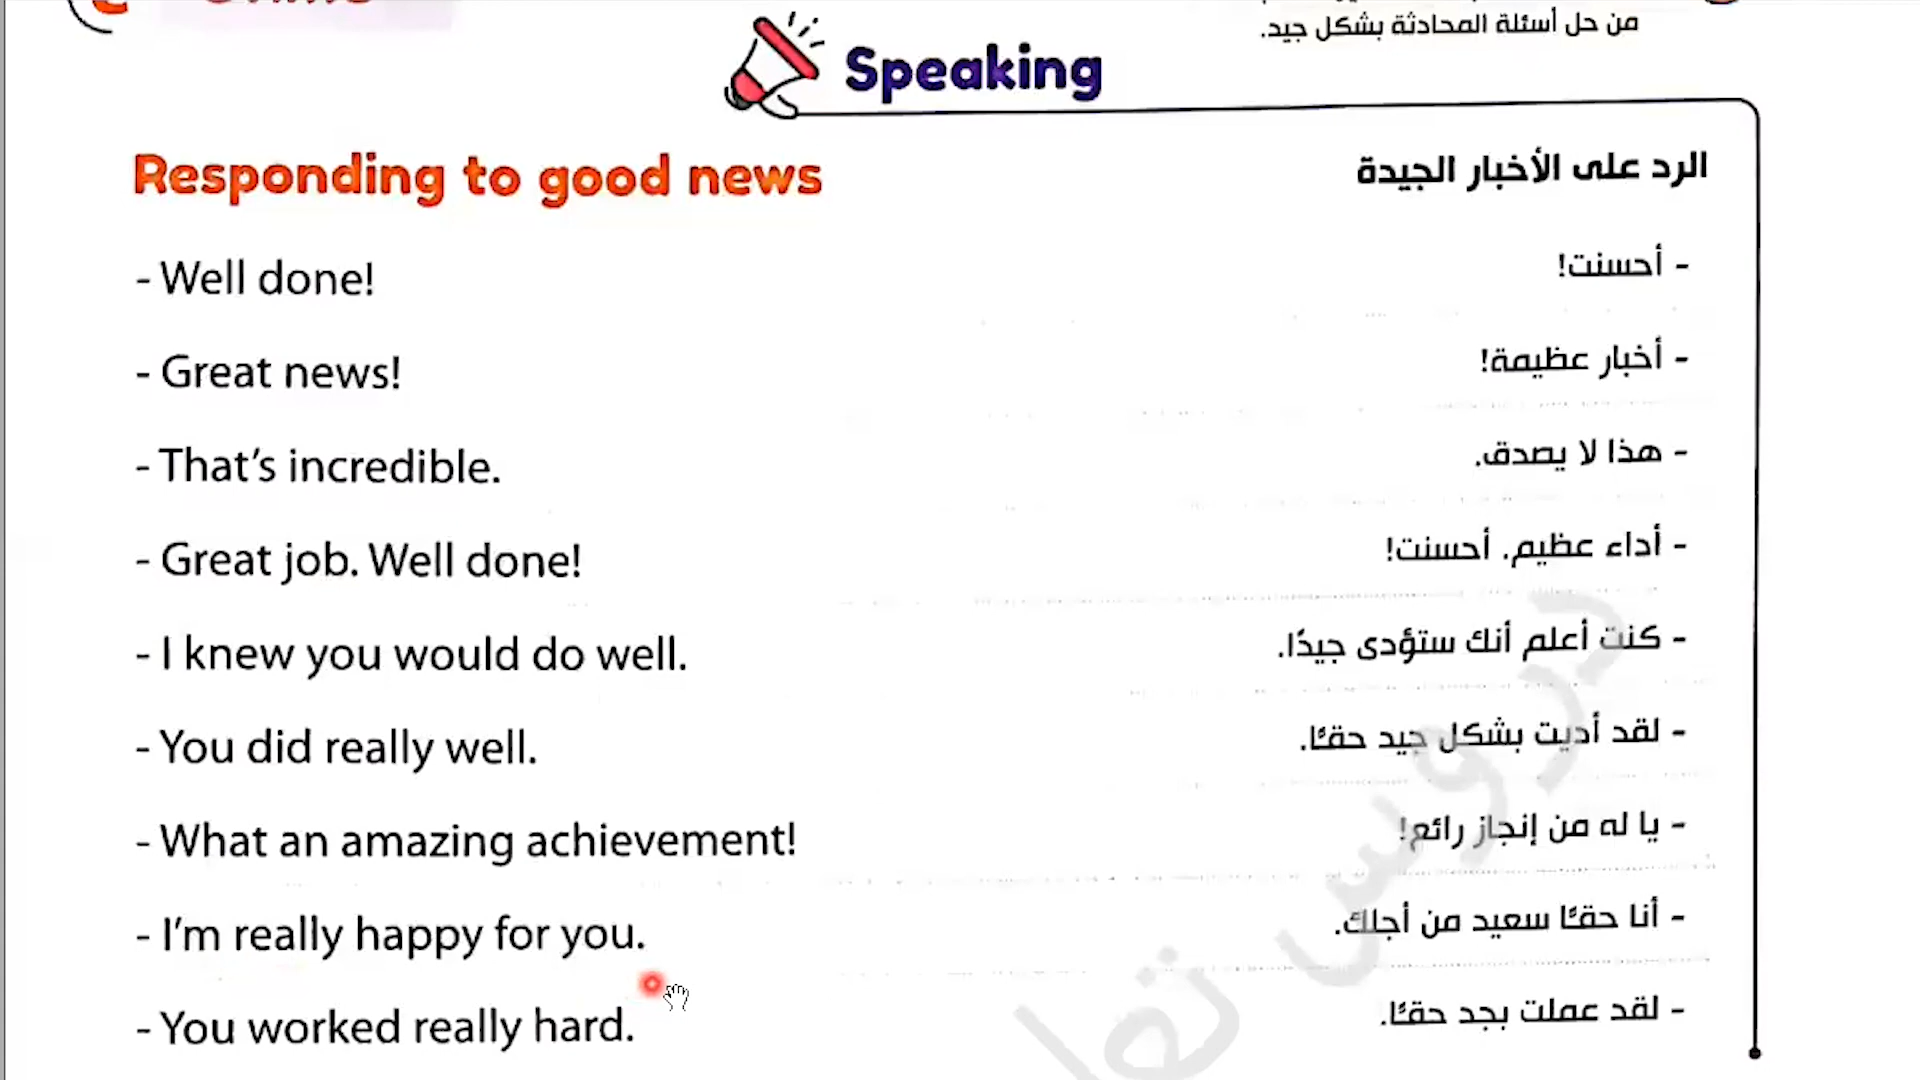 من حل أسئلة المحادثة بشكل جيد.
Speaking
Responding to good news
الرد على الأخبار الجيدة
- Well done!
- أحسنت!
- Great news!
- أخبار عظيمة!
- That's incredible.
- هذا لا يصدق.
- Great job. Well done!
- أداء عظيم. أحسنت!
- I knew you would do well.
- كنت أعلم أنك ستؤدى جيدًا.
- You did really well.
- لقد أديت بشكل جيد حقًا.
- What an amazing achievement!
- يا له من إنجاز رائع!
- I'm really happy for you.
- أنا حقًا سعيد من أجلك.
- You worked really hard.
- لقد عملت بجد حقًا.
دروس